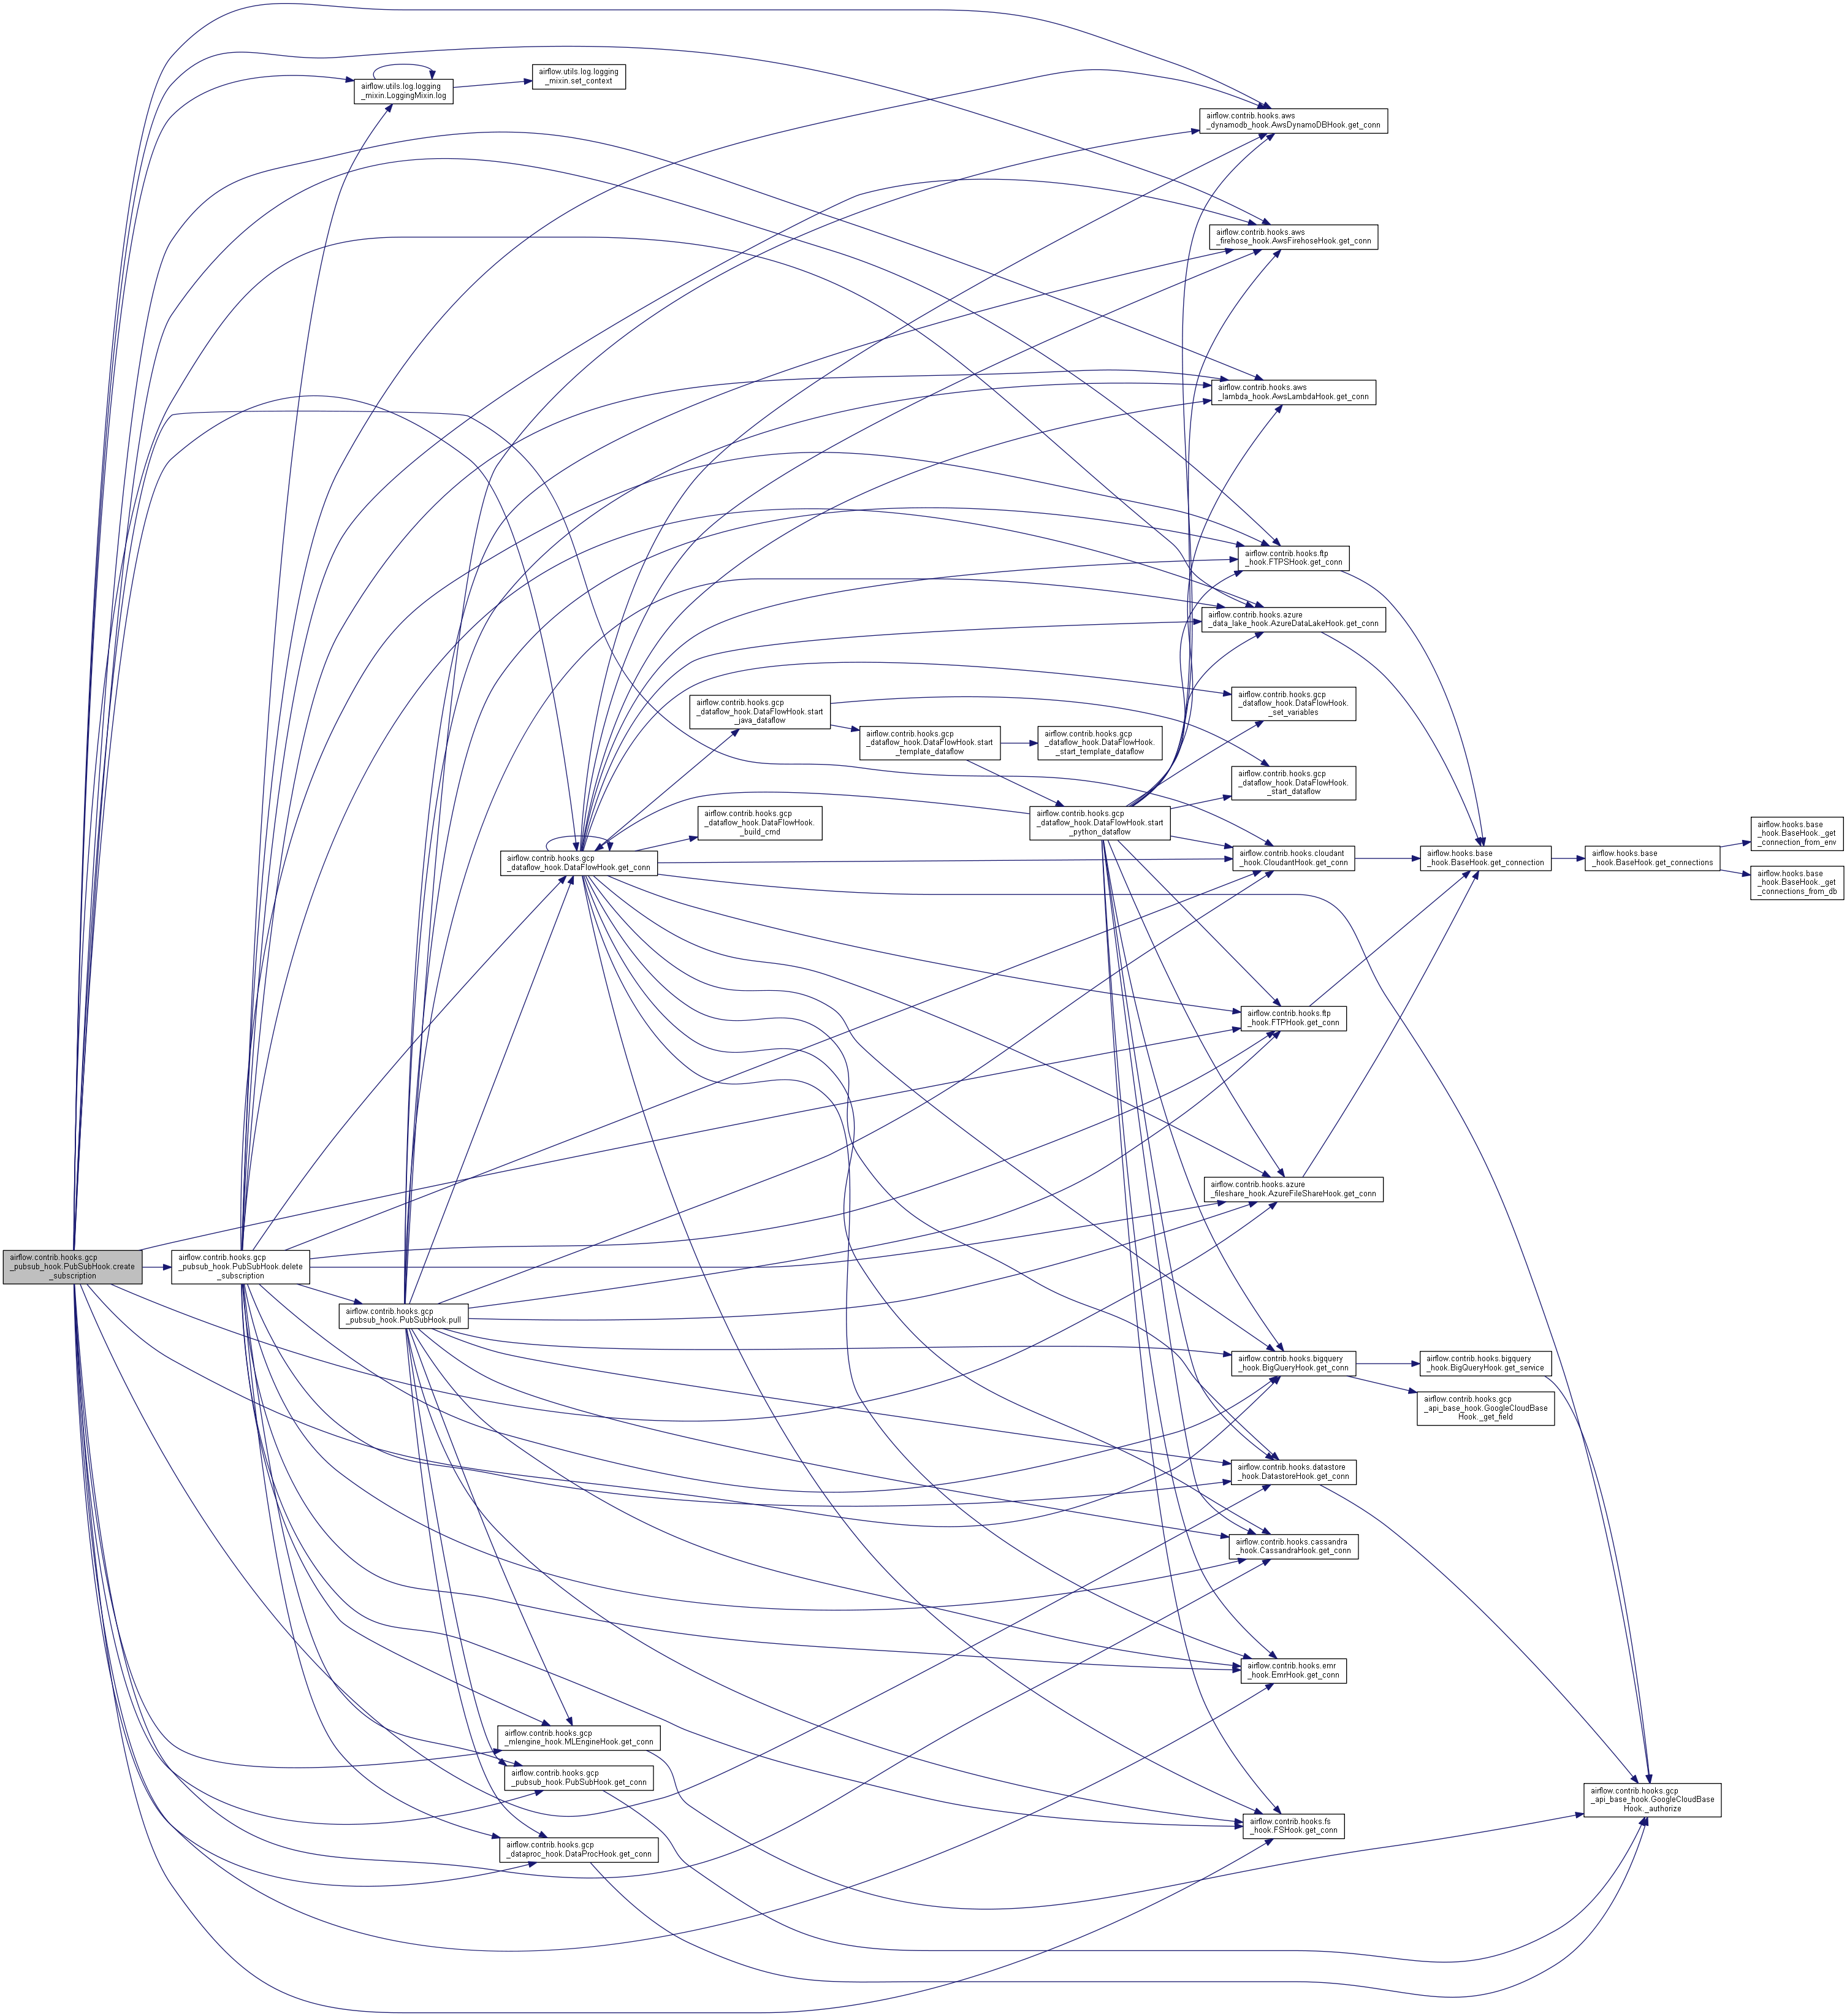 airflow.utils.log.logging
_mixin.set_context
airflow.utils.log.logging
_mixin.LoggingMixin.log
airflow.contrib.hooks.aws
_dynamodb_hook.AwsDynamoDBHook.get_conn
airflow.contrib.hooks.aws
_firehose_hook.AwsFirehoseHook.get_conn
airflow.contrib.hooks.aws
_lambda_hook.AwsLambdaHook.get_conn
airflow.contrib.hooks.ftp
_hook.FTPSHook.get_conn
airflow.contrib.hooks.azure
_data_lake_hook.AzureDataLakeHook.get_conn
airflow.contrib.hooks.gcp
_dataflow_hook.DataFlowHook.
_set_variables
airflow.contrib.hooks.gcp
_dataflow_hook.DataFlowHook.start
_java_dataflow
airflow.contrib.hooks.gcp
_dataflow_hook.DataFlowHook.start
_template_dataflow
airflow.contrib.hooks.gcp
_dataflow_hook.DataFlowHook.
_start_template_dataflow
airflow.contrib.hooks.gcp
_dataflow_hook.DataFlowHook.
_start_dataflow
airflow.contrib.hooks.gcp
_dataflow_hook.DataFlowHook.
_build_cmd
airflow.contrib.hooks.gcp
_dataflow_hook.DataFlowHook.start
_python_dataflow
airflow.contrib.hooks.gcp
_dataflow_hook.DataFlowHook.get_conn
airflow.contrib.hooks.cloudant
_hook.CloudantHook.get_conn
airflow.hooks.base
_hook.BaseHook.get_connection
airflow.hooks.base
_hook.BaseHook.get_connections
airflow.hooks.base
_hook.BaseHook._get
_connection_from_env
airflow.hooks.base
_hook.BaseHook._get
_connections_from_db
airflow.contrib.hooks.ftp
_hook.FTPHook.get_conn
airflow.contrib.hooks.azure
_fileshare_hook.AzureFileShareHook.get_conn
airflow.contrib.hooks.gcp
_pubsub_hook.PubSubHook.create
_subscription
airflow.contrib.hooks.gcp
_pubsub_hook.PubSubHook.delete
_subscription
airflow.contrib.hooks.gcp
_pubsub_hook.PubSubHook.pull
airflow.contrib.hooks.bigquery
_hook.BigQueryHook.get_conn
airflow.contrib.hooks.bigquery
_hook.BigQueryHook.get_service
airflow.contrib.hooks.gcp
_api_base_hook.GoogleCloudBase
Hook._get_field
airflow.contrib.hooks.datastore
_hook.DatastoreHook.get_conn
airflow.contrib.hooks.cassandra
_hook.CassandraHook.get_conn
airflow.contrib.hooks.emr
_hook.EmrHook.get_conn
airflow.contrib.hooks.gcp
_mlengine_hook.MLEngineHook.get_conn
airflow.contrib.hooks.gcp
_pubsub_hook.PubSubHook.get_conn
airflow.contrib.hooks.gcp
_api_base_hook.GoogleCloudBase
Hook._authorize
airflow.contrib.hooks.fs
_hook.FSHook.get_conn
airflow.contrib.hooks.gcp
_dataproc_hook.DataProcHook.get_conn